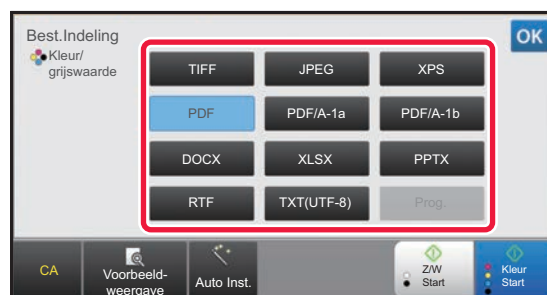 Best.Indeling
OK
Kleur/
grijswaarde
TIFF JPEG XPS
PDF PDF/A-1a PDF/A-1b
DOCX XLSX PPTX
RTF TXT(UTF-8) Prog.
CA
Voorbeeld-
weergave
Auto Inst.
Z/W
Start
Kleur
Start